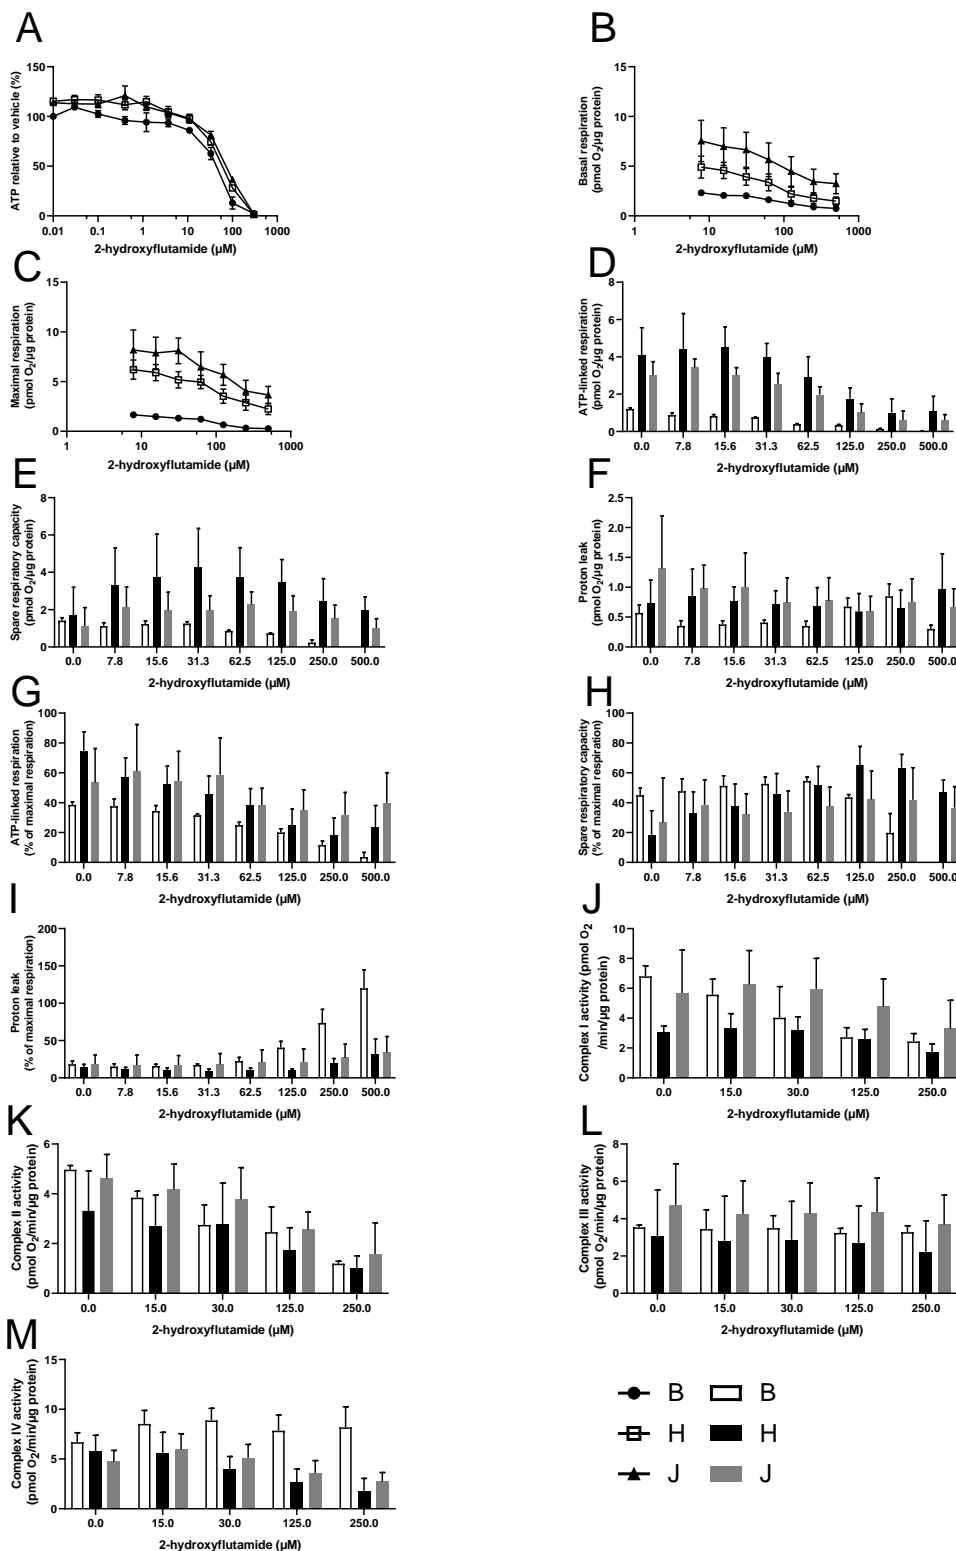 A
ATP relative to vehicle (%)
150
100
50
0
0.01 0.1 1 10 100 1000
2-hydroxyflutamide (µM)
B
Basal respiration
(pmol O2/µg protein)
15
10
5
0
1 10 100 1000
2-hydroxyflutamide (µM)
C
Maximal respiration
(pmol O2/µg protein)
15
10
5
0
1 10 100 1000
2-hydroxyflutamide (µM)
D
ATP-linked respiration
(pmol O2/µg protein)
8
6
4
2
0
0.0 7.8 15.6 31.3 62.5 125.0 250.0 500.0
2-hydroxyflutamide (µM)
E
Spare respiratory capacity
(pmol O2/µg protein)
8
6
4
2
0
0.0 7.8 15.6 31.3 62.5 125.0 250.0 500.0
2-hydroxyflutamide (µM)
F
Proton leak
(pmol O2/µg protein)
2.5
2.0
1.5
1.0
0.5
0.0
0.0 7.8 15.6 31.3 62.5 125.0 250.0 500.0
2-hydroxyflutamide (µM)
G
ATP-linked respiration
(% of maximal respiration)
100
80
60
40
20
0
0.0 7.8 15.6 31.3 62.5 125.0 250.0 500.0
2-hydroxyflutamide (µM)
H
Spare respiratory capacity
(% of maximal respiration)
100
80
60
40
20
0
0.0 7.8 15.6 31.3 62.5 125.0 250.0 500.0
2-hydroxyflutamide (µM)
I
Proton leak
(% of maximal respiration)
200
150
100
50
0
0.0 7.8 15.6 31.3 62.5 125.0 250.0 500.0
2-hydroxyflutamide (µM)
J
Complex I activity (pmol O2
/min/µg protein)
10
8
6
4
2
0
0.0 15.0 30.0 125.0 250.0
2-hydroxyflutamide (µM)
K
Complex II activity
(pmol O2/min/µg protein)
6
4
2
0
0.0 15.0 30.0 125.0 250.0
2-hydroxyflutamide (µM)
L
Complex III activity
(pmol O2/min/µg protein)
8
6
4
2
0
0.0 15.0 30.0 125.0 250.0
2-hydroxyflutamide (µM)
M
Complex IV activity
(pmol O2/min/µg protein)
15
10
5
0
0.0 15.0 30.0 125.0 250.0
2-hydroxyflutamide (µM)
B B
H H
J J